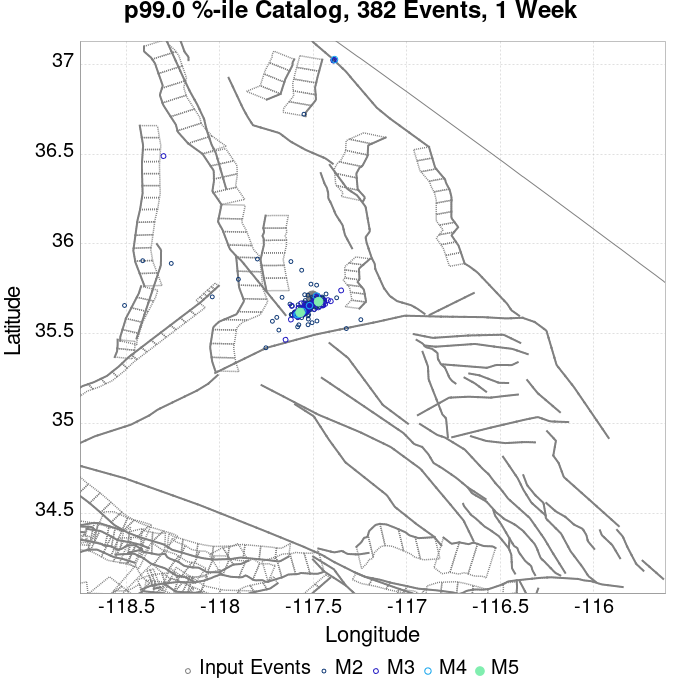 p99.0 %-ile Catalog, 382 Events, 1 Week
37
36.5
36
35.5
35
34.5
Latitude
-118.5 -118 -117.5 -117 -116.5 -116
Longitude
Input Events M2 M3 M4 M5